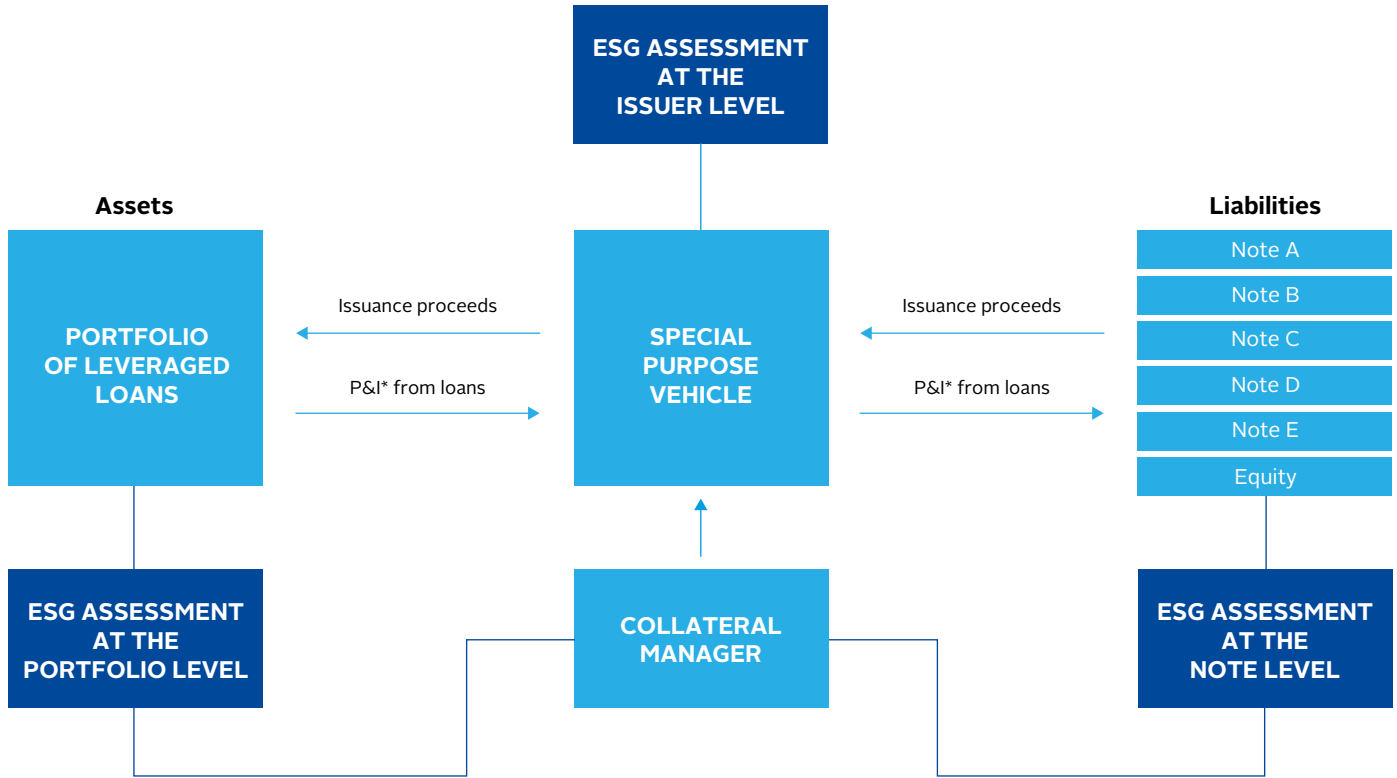 ESG ASSESSMENT
AT THE
ISSUER LEVEL
Assets
PORTFOLIO
OF LEVERAGED
LOANS
Issuance proceeds
P&I* from loans
SPECIAL
PURPOSE
VEHICLE
Issuance proceeds
P&I* from loans
Liabilities
Note A
Note B
Note C
Note D
Note E
Equity
ESG ASSESSMENT
AT THE
PORTFOLIO LEVEL
COLLATERAL
MANAGER
ESG ASSESSMENT
AT THE
NOTE LEVEL